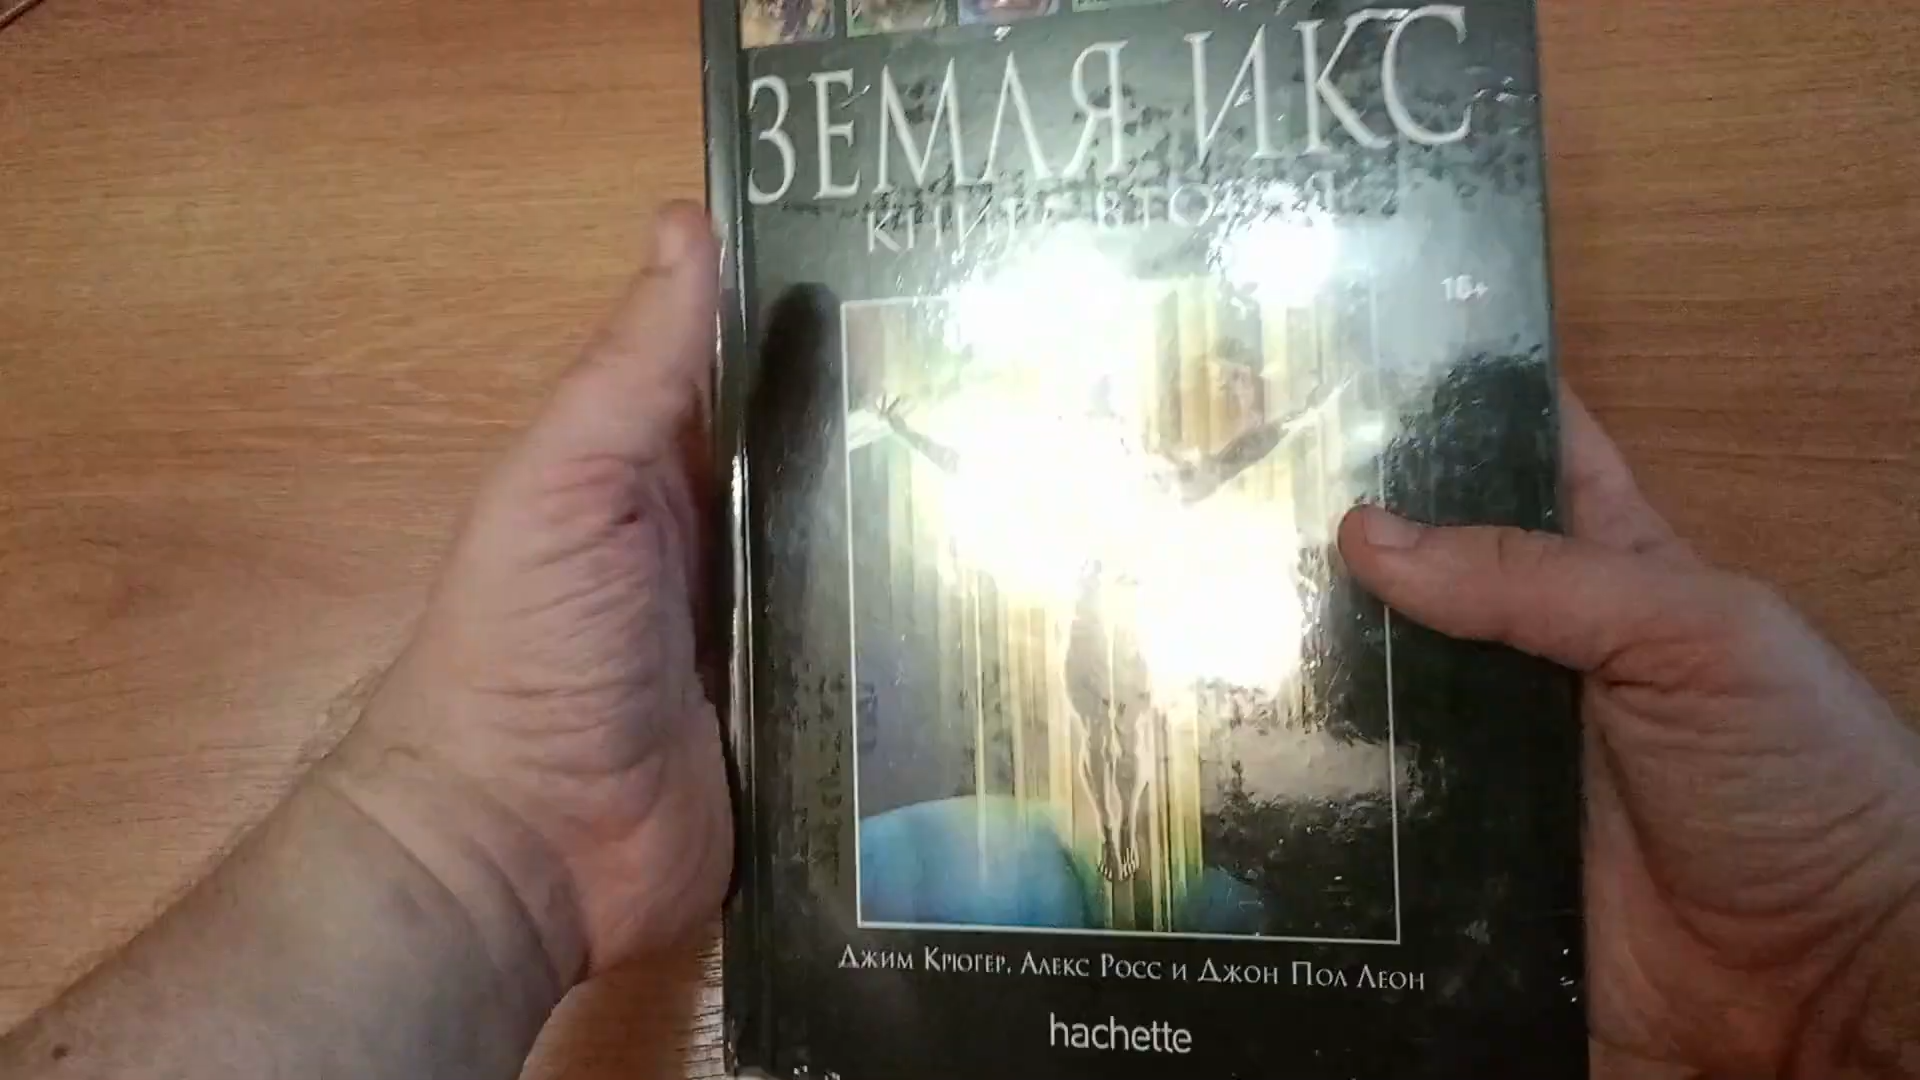 ЗЕМЛЯ ИКС
КНИГА ВТОРАЯ
16+
Джим Крюгер, Алекс Росс и Джон Пол Леон
hachette